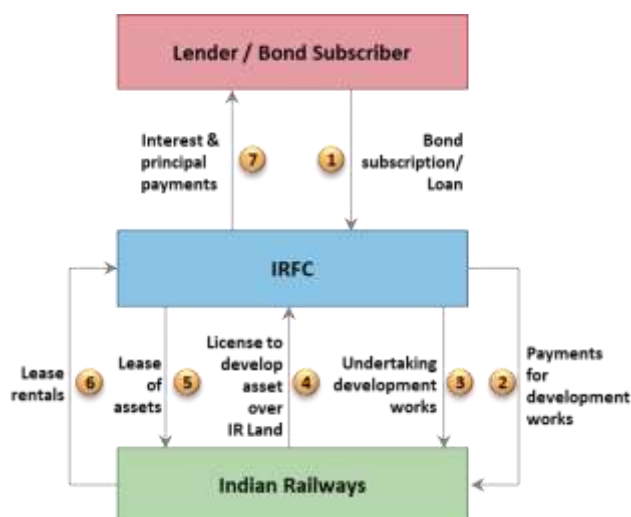 Lender / Bond Subscriber
Interest &
principal
payments
7
1
Bond
subscription/
Loan
IRFC
Lease
rentals
6
Lease
of
assets
5
License to
develop
asset
over
IR Land
4
Undertaking
development
works
3
2
Payments
for
development
works
Indian Railways